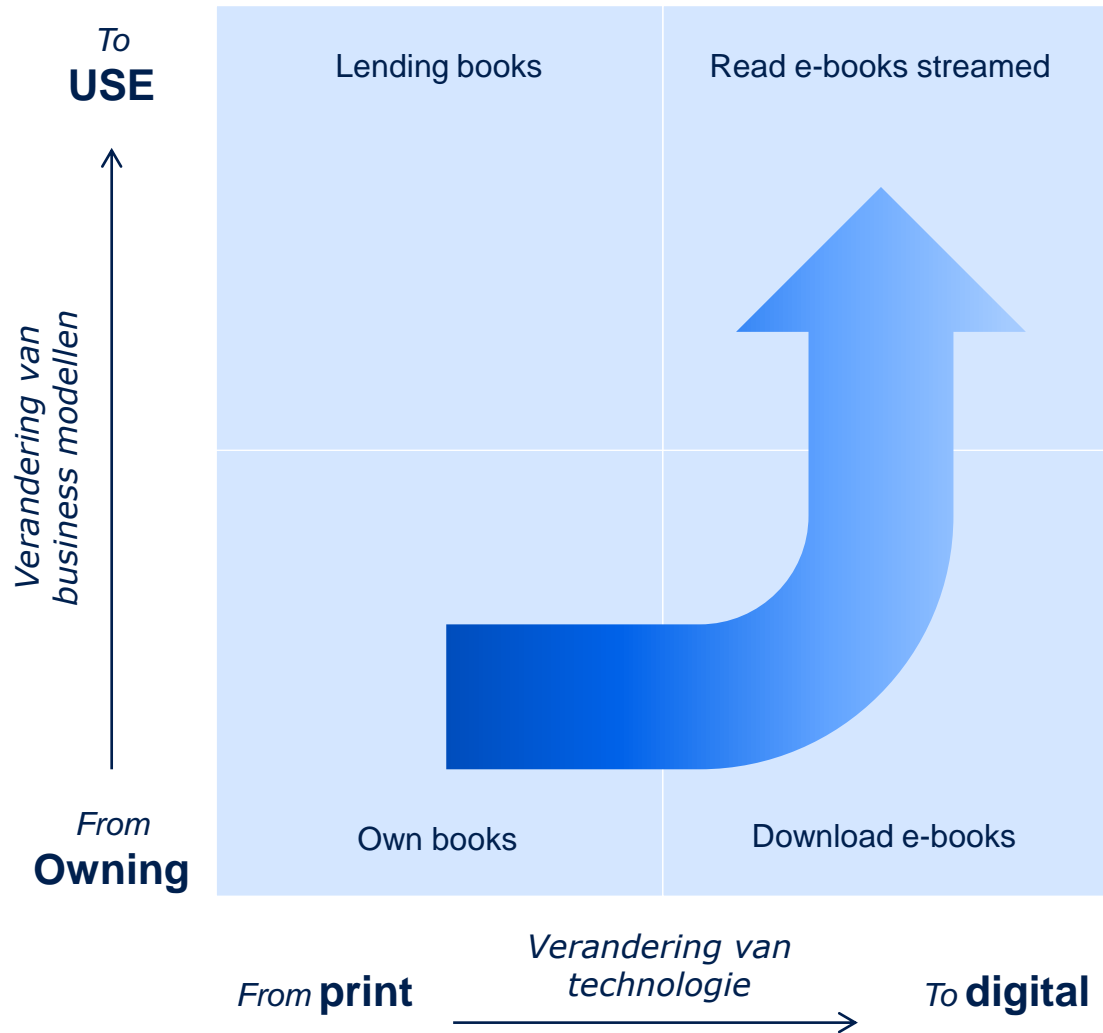 To
USE
Lending books
Read e-books streamed
Verandering van
business modellen
From
Owning
Own books
Download e-books
From print
Verandering van
technologie
To digital